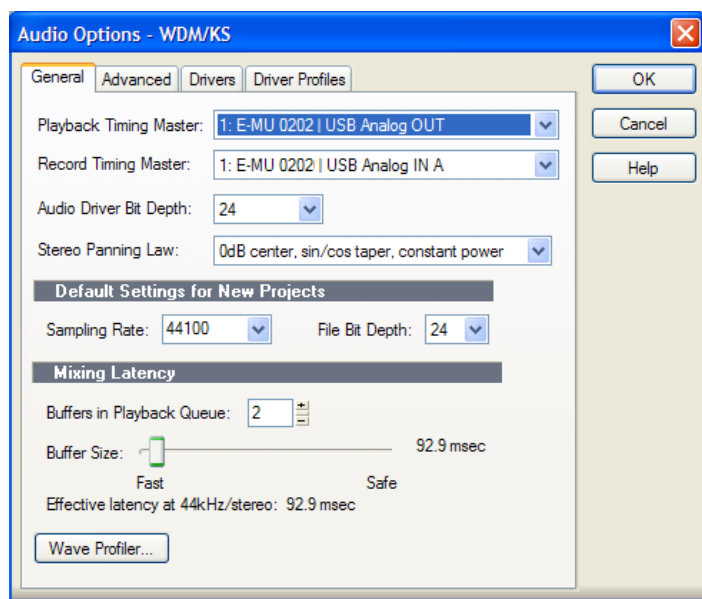 Audio Options - WDM/KS
General Advanced Drivers Driver Profiles
OK
Cancel
Help
Playback Timing Master: 1: E-MU 0202 | USB Analog OUT
Record Timing Master: 1: E-MU 0202 | USB Analog IN A
Audio Driver Bit Depth: 24
Stereo Panning Law: 0dB center, sin/cos taper, constant power
Default Settings for New Projects
Sampling Rate: 44100 File Bit Depth: 24
Mixing Latency
Buffers in Playback Queue: 2
Buffer Size: 92.9 msec
Fast Safe
Effective latency at 44kHz/stereo: 92.9 msec
Wave Profiler...